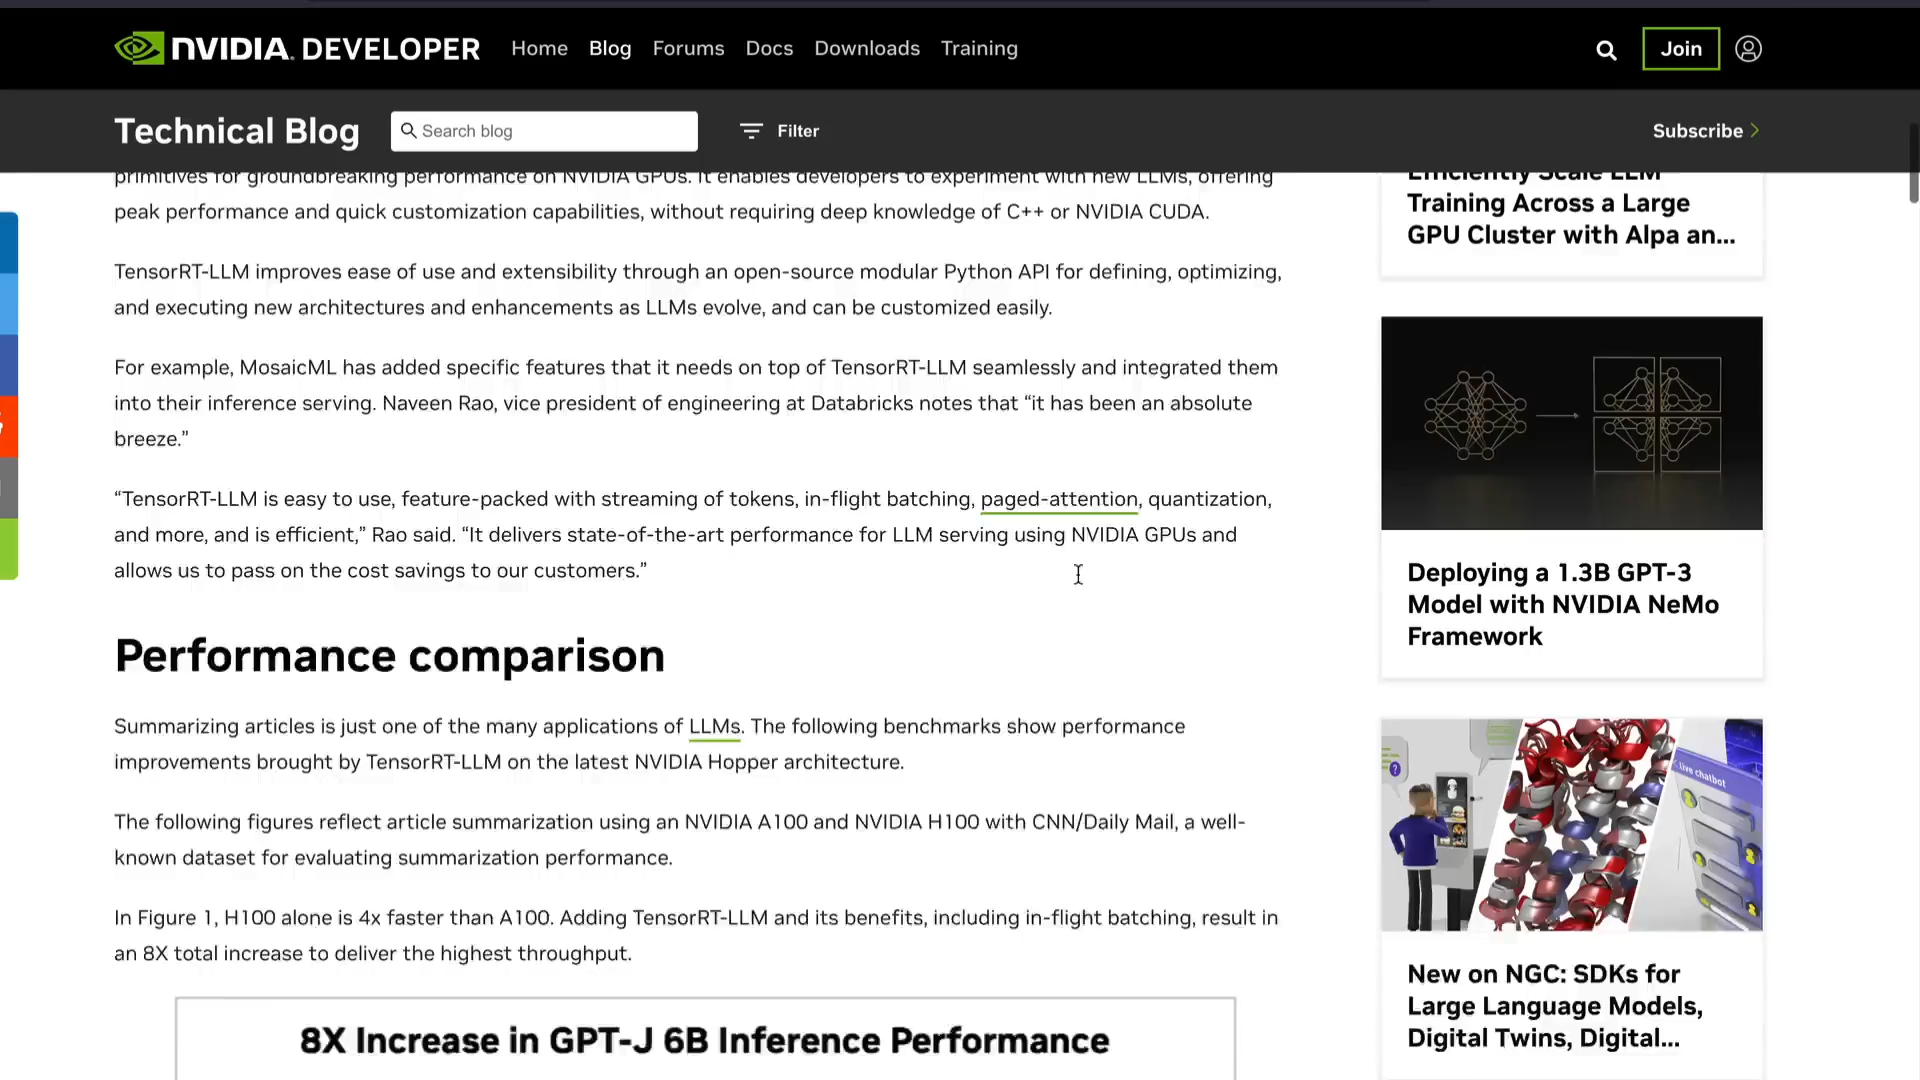 NVIDIA. DEVELOPER
Home Blog Forums Docs Downloads Training
Join
Technical Blog
Search blog
Filter
Subscribe
primitives for groundbreaking performance on NVIDIA GPUs. It enables developers to experiment with new LLMs, offering
peak performance and quick customization capabilities, without requiring deep knowledge of C++ or NVIDIA CUDA.
TensorRT-LLM improves ease of use and extensibility through an open-source modular Python API for defining, optimizing,
and executing new architectures and enhancements as LLMs evolve, and can be customized easily.
For example, MosaicML has added specific features that it needs on top of TensorRT-LLM seamlessly and integrated them
into their inference serving. Naveen Rao, vice president of engineering at Databricks notes that “it has been an absolute
breeze.”
“TensorRT-LLM is easy to use, feature-packed with streaming of tokens, in-flight batching, paged-attention, quantization,
and more, and is efficient,” Rao said. “It delivers state-of-the-art performance for LLM serving using NVIDIA GPUs and
allows us to pass on the cost savings to our customers.”
Performance comparison
Summarizing articles is just one of the many applications of LLMs. The following benchmarks show performance
improvements brought by TensorRT-LLM on the latest NVIDIA Hopper architecture.
The following figures reflect article summarization using an NVIDIA A100 and NVIDIA H100 with CNN/Daily Mail, a well-
known dataset for evaluating summarization performance.
In Figure 1, H100 alone is 4x faster than A100. Adding TensorRT-LLM and its benefits, including in-flight batching, result in
an 8X total increase to deliver the highest throughput.
8X Increase in GPT-J 6B Inference Performance
Efficiently Scale LLM
Training Across a Large
GPU Cluster with Alpa an...
Deploying a 1.3B GPT-3
Model with NVIDIA NeMo
Framework
?
Live chatbot
New on NGC: SDKs for
Large Language Models,
Digital Twins, Digital...